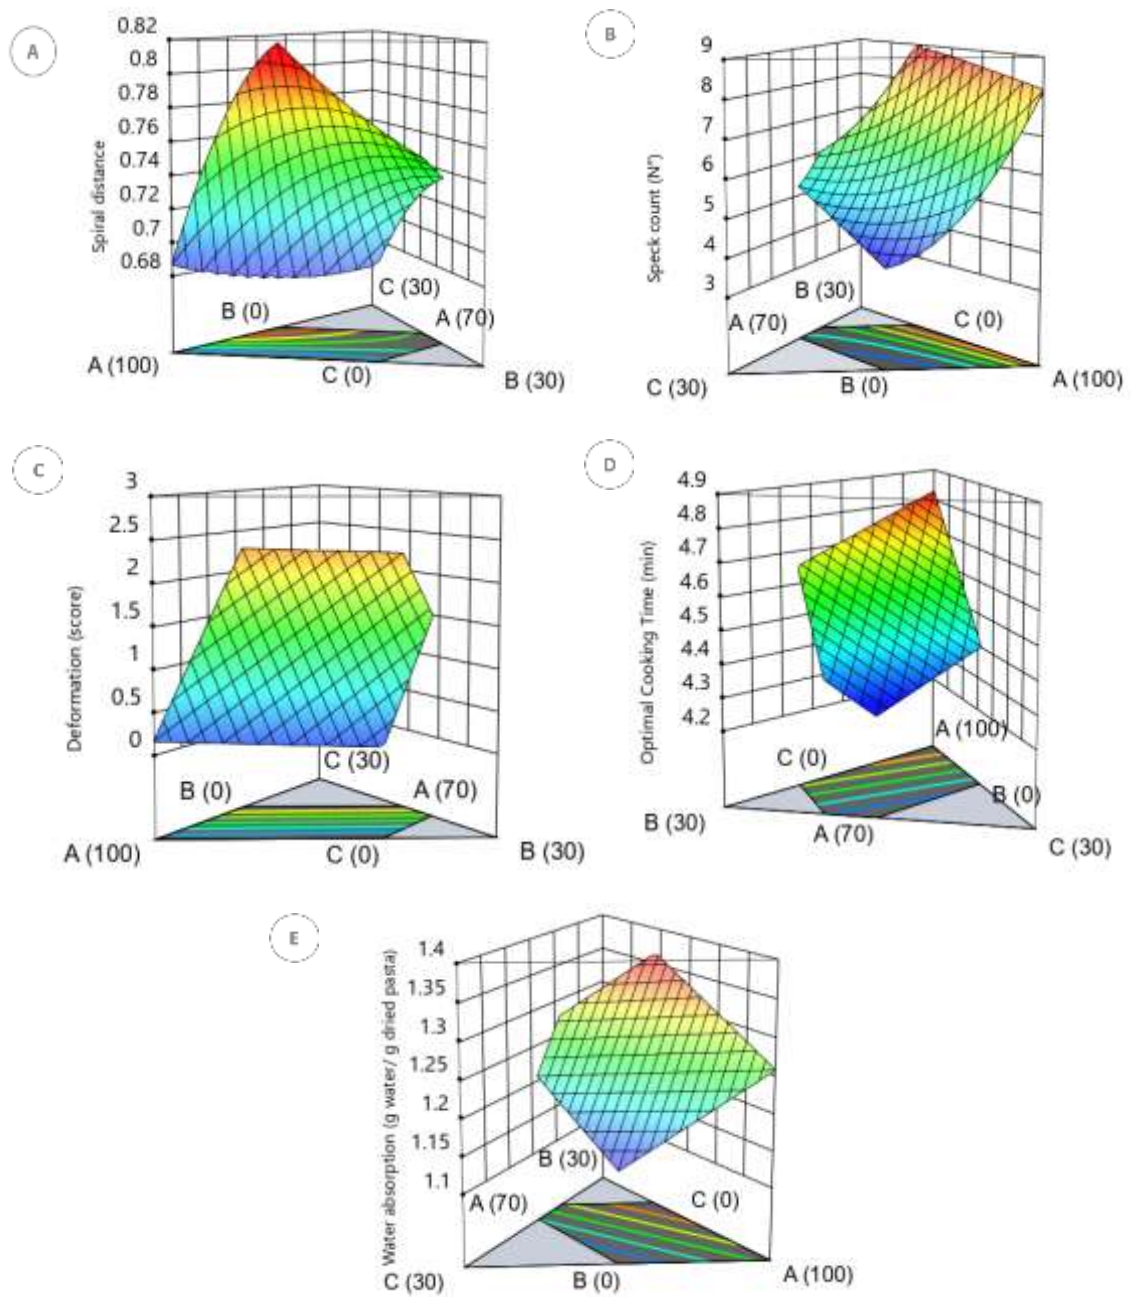 A
0.82
0.8
0.78
0.76
0.74
0.72
0.7
0.68
Spiral distance
B (0)
C (30)
A (70)
A (100)
C (0)
B (30)
B
9
8
7
6
5
4
3
Speck count (N°)
B (30)
A (70)
C (0)
C (30)
B (0)
A (100)
C
3
2.5
2
1.5
1
0.5
0
Deformation (score)
C (30)
B (0)
A (70)
A (100)
C (0)
B (30)
D
4.9
4.8
4.7
4.6
4.5
4.4
4.3
4.2
Optimal Cooking Time (min)
A (100)
C (0)
B (0)
B (30)
A (70)
C (30)
E
1.4
1.35
1.3
1.25
1.2
1.15
1.1
Water absorption (g water/ g dried pasta)
B (30)
A (70)
C (0)
C (30)
B (0)
A (100)